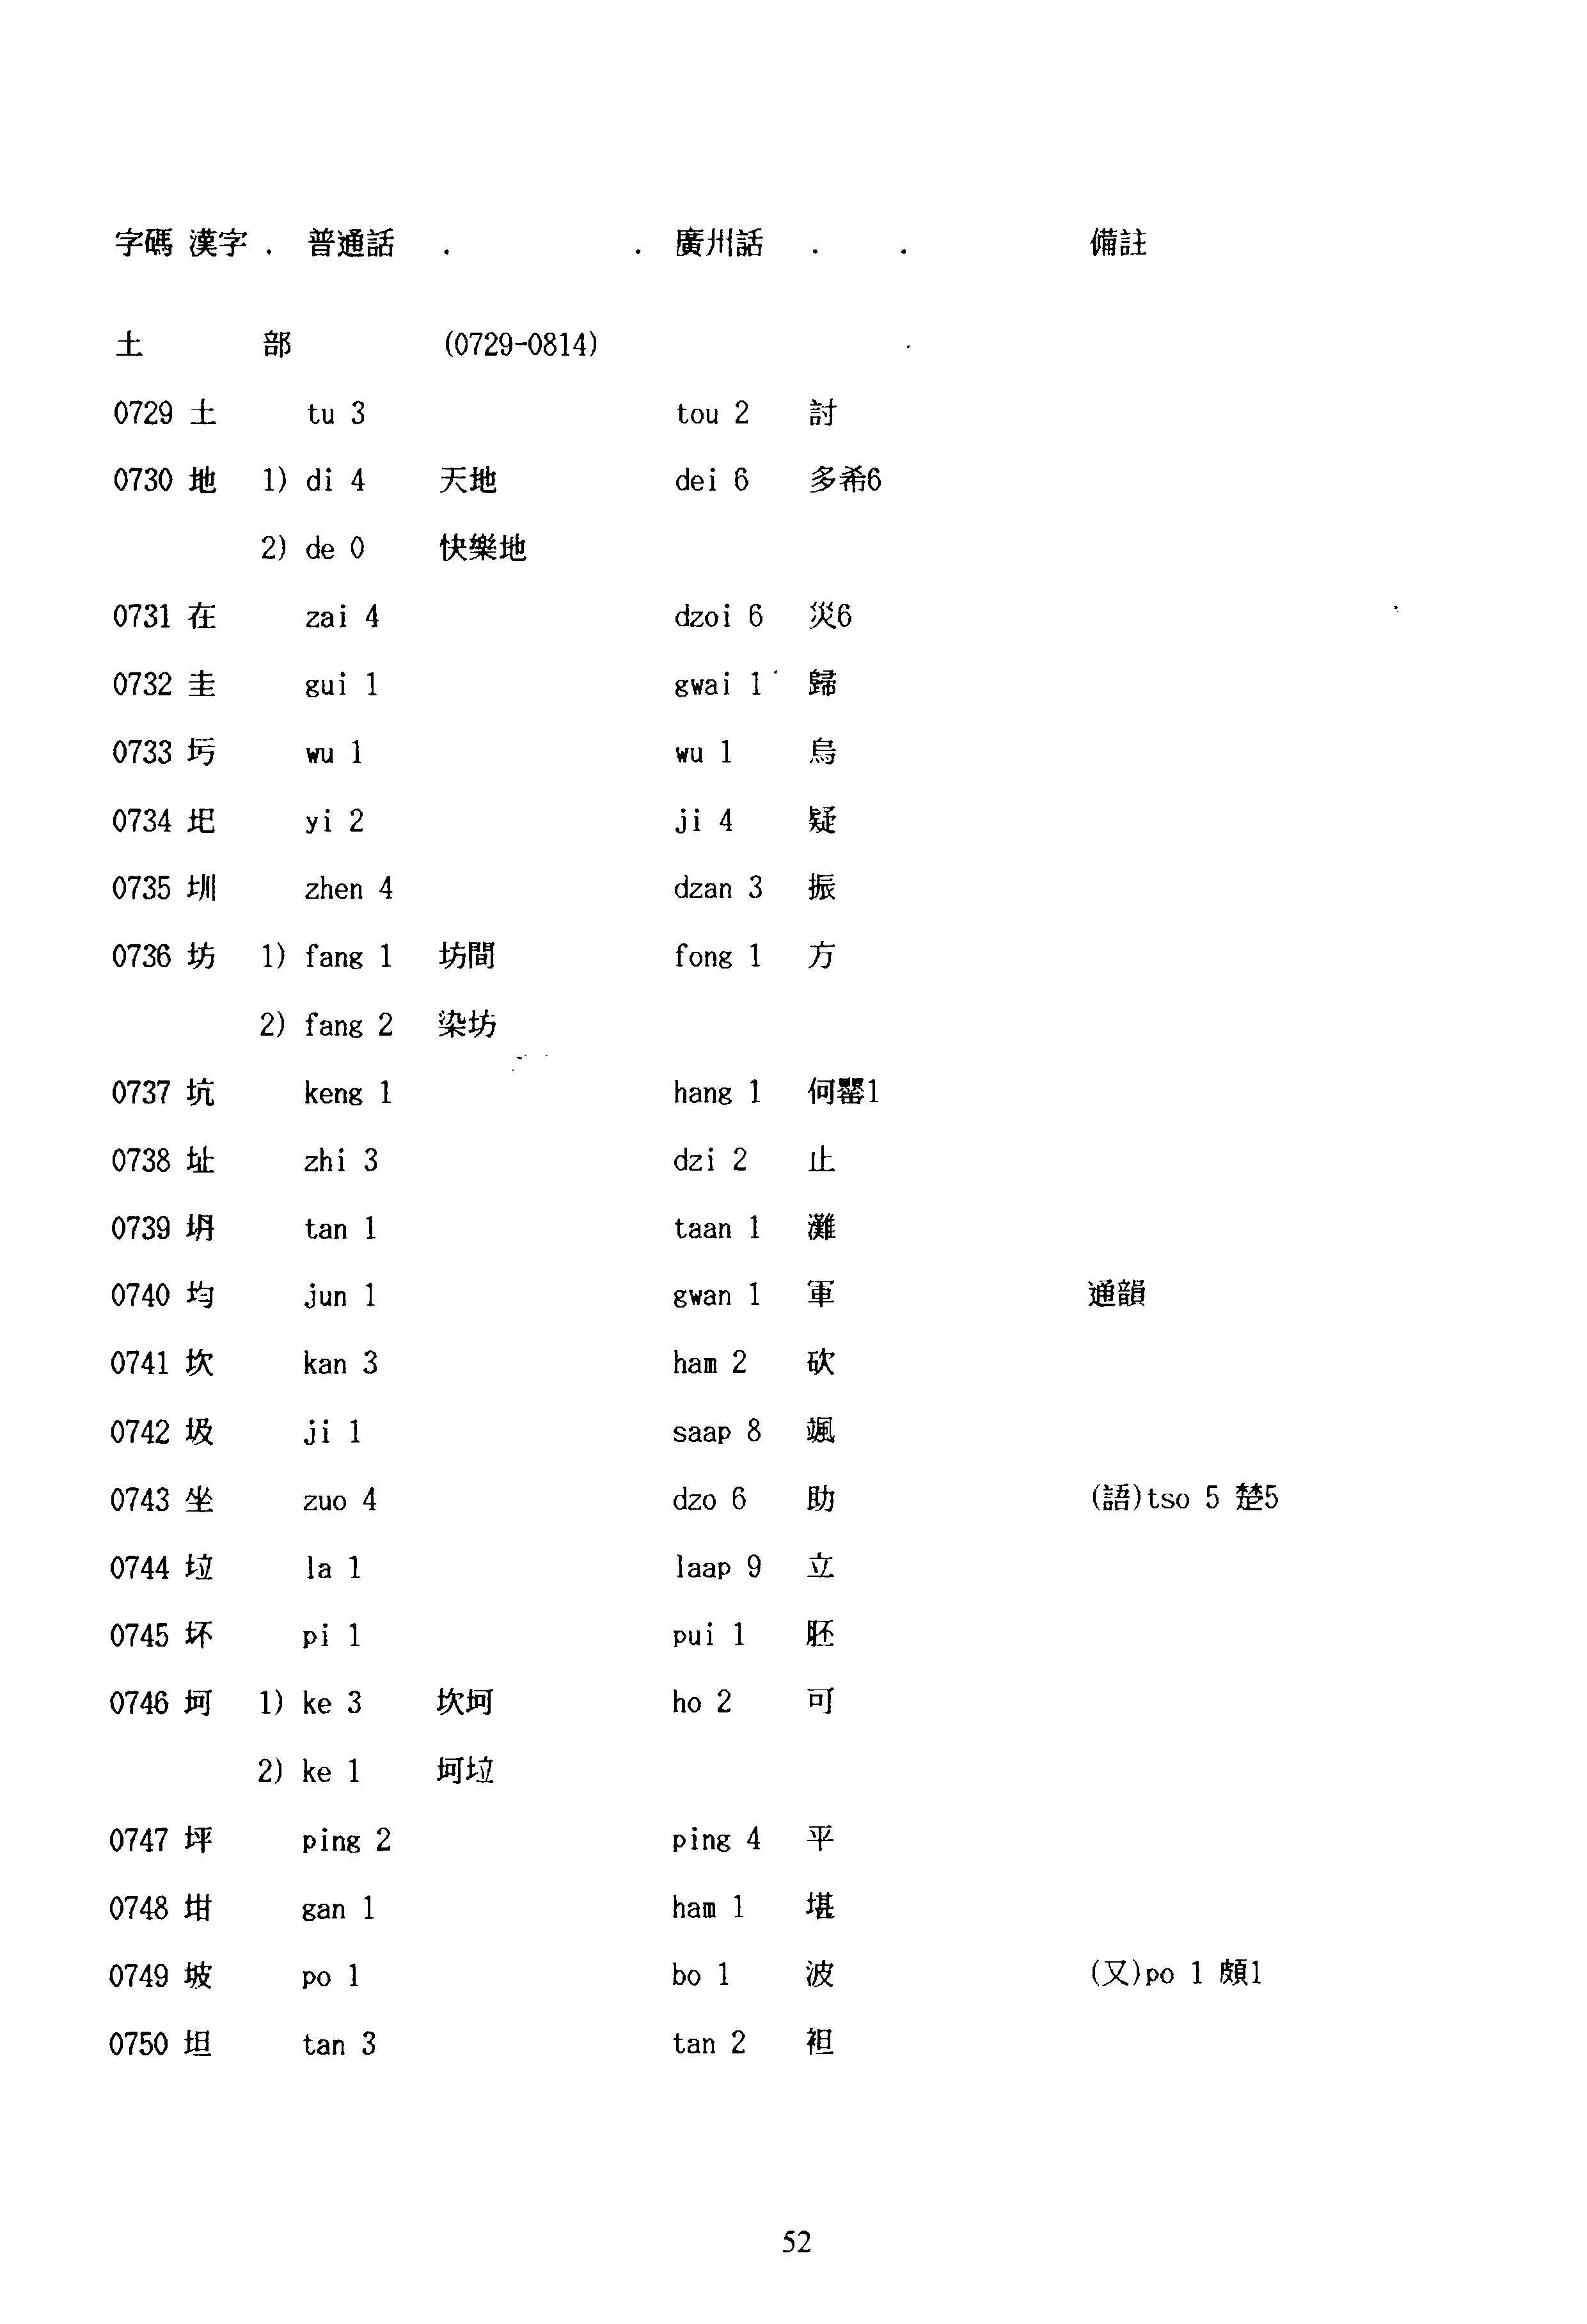 字碼 漢字 . 普通話 . . 廣州話 . . 備註
土 部 (0729-0814)
0729 土 tu 3 tou 2 討
0730 地 1) di 4 天地 dei 6 多希6
2) de 0 快樂地
0731 在 zai 4 dzoi 6 災6
0732 圭 gui 1 gwai 1 歸
0733 圬 wu 1 wu 1 烏
0734 圯 yi 2 ji 4 疑
0735 圳 zhen 4 dzan 3 振
0736 坊 1) fang 1 坊間 fong 1 方
2) fang 2 染坊
0737 坑 keng 1 hang 1 何罌1
0738 址 zhi 3 dzi 2 止
0739 坍 tan 1 taan 1 灘
0740 均 jun 1 gwan 1 軍 通韻
0741 坎 kan 3 ham 2 砍
0742 圾 ji 1 saap 8 颯
0743 坐 zuo 4 dzo 6 助 (語)tso 5 楚5
0744 垃 la 1 laap 9 立
0745 坏 pi 1 pui 1 胚
0746 坷 1) ke 3 坎坷 ho 2 可
2) ke 1 坷垃
0747 坪 ping 2 ping 4 平
0748 坩 gan 1 ham 1 堪
0749 坡 po 1 bo 1 波 (又)po 1 頗1
0750 坦 tan 3 tan 2 袒
52